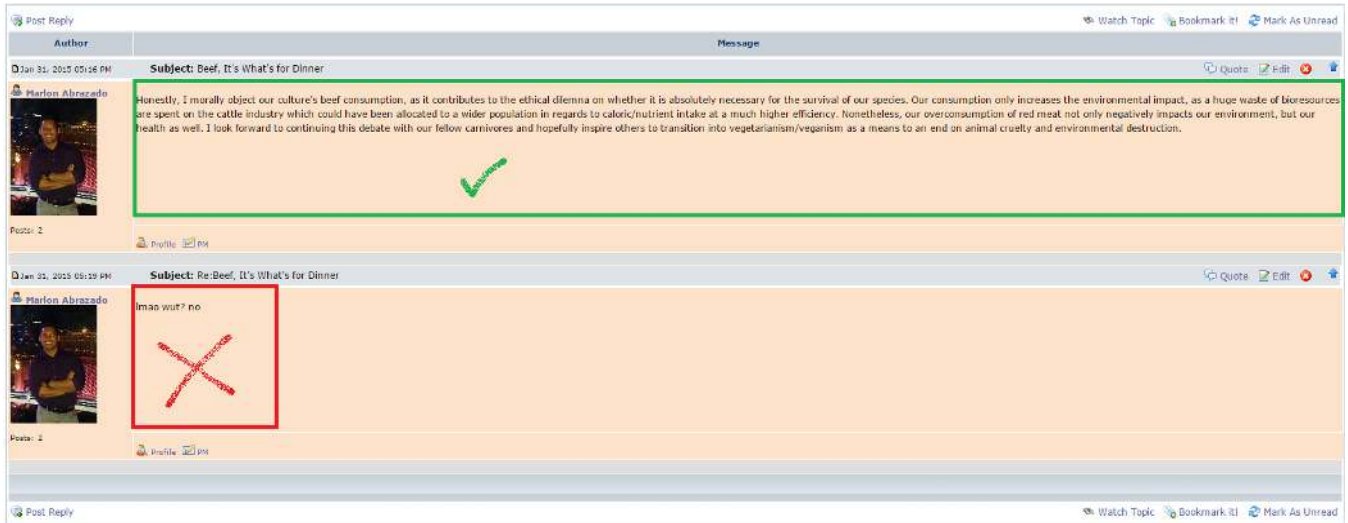 Post Reply
Watch Topic Bookmark it! Mark As Unread
Author Message
Jan 31, 2015 05:16 PM Subject: Beef, It's What's for Dinner Quote Edit
Marlon Abrazado
Honestly, I morally object our culture's beef consumption, as it contributes to the ethical dilemna on whether it is absolutely necessary for the survival of our species. Our consumption only increases the environmental impact, as a huge waste of bioresources
are spent on the cattle industry which could have been allocated to a wider population in regards to caloric/nutrient intake at a much higher efficiency. Nonetheless, our overconsumption of red meat not only negatively impacts our environment, but our
health as well. I look forward to continuing this debate with our fellow carnivores and hopefully inspire others to transition into vegetarianism/veganism as a means to an end on animal cruelty and environmental destruction.
Posts: 2
Profile PM
Jan 31, 2015 05:19 PM Subject: Re:Beef, It's What's for Dinner Quote Edit
Marlon Abrazado
lmao wut? no
Posts: 2
Profile PM
Post Reply
Watch Topic Bookmark it! Mark As Unread